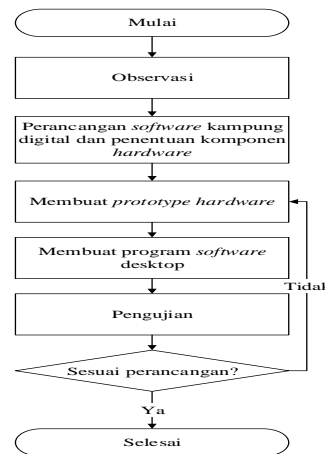 Mulai
Observasi
Perancangan software kampung
digital dan penentuan komponen
hardware
Membuat prototype hardware
Membuat program software
desktop
Tidak
Pengujian
Sesuai perancangan?
Ya
Selesai